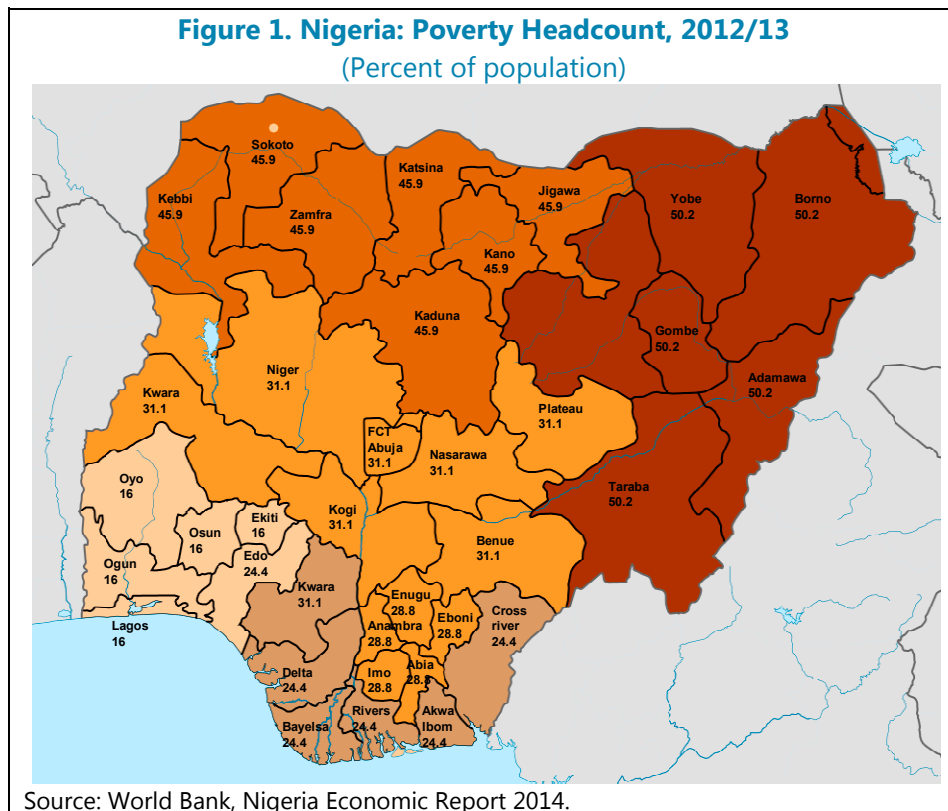 Figure 1. Nigeria: Poverty Headcount, 2012/13
(Percent of population)
Sokoto
45.9
Katsina
45.9
Jigawa
45.9
Kebbi
45.9
Zamfra
45.9
Yobe
50.2
Borno
50.2
Kano
45.9
Kaduna
45.9
Gombe
50.2
Niger
31.1
Adamawa
50.2
Kwara
31.1
Plateau
31.1
FCT
Abuja
31.1
Nasarawa
31.1
Oyo
16
Taraba
50.2
Kogi
31.1
Osun
16
Ekiti
16
Benue
31.1
Edo
24.4
Ogun
16
Kwara
31.1
Enugu
28.8
Eboni
28.8
Cross
river
24.4
Lagos
16
Anambra
28.8
Delta
24.4
Imo
28.8
Abia
28.8
Bayelsa
24.4
Rivers
24.4
Akwa
Ibom
24.4
Source: World Bank, Nigeria Economic Report 2014.